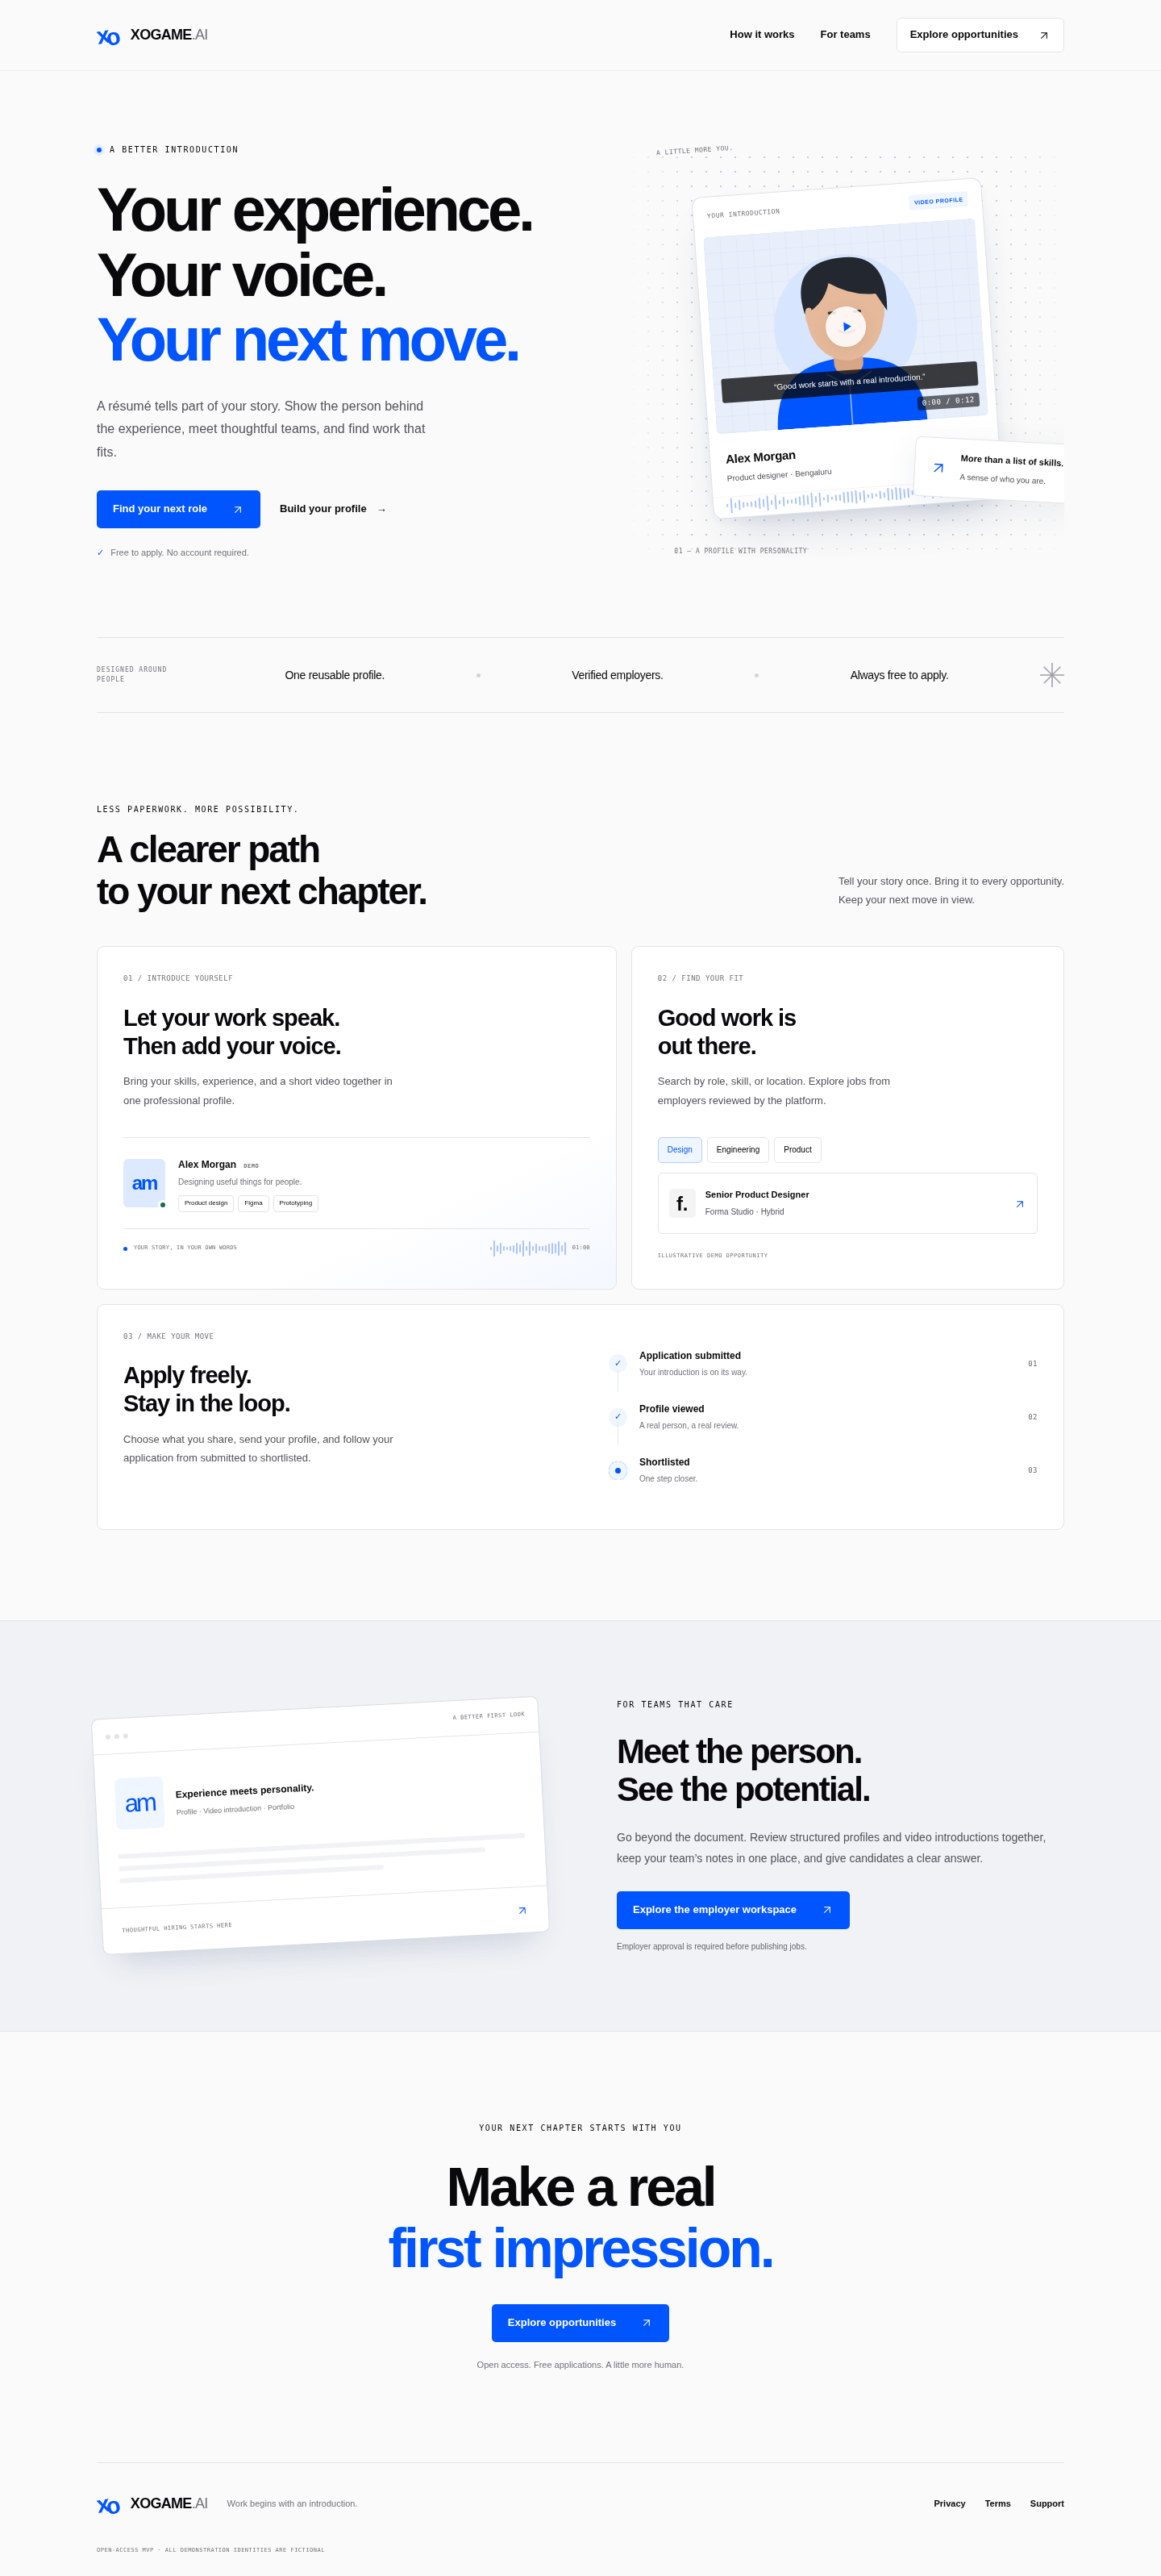 xo XOGAME.AI
How it works
For teams
Explore opportunities
A BETTER INTRODUCTION
Your experience.
Your voice.
Your next move.
A résumé tells part of your story. Show the person behind
the experience, meet thoughtful teams, and find work that
fits.
Find your next role
Build your profile →
✓ Free to apply. No account required.
A LITTLE MORE YOU.
YOUR INTRODUCTION
VIDEO PROFILE
"Good work starts with a real introduction."
0:00 / 0:12
Alex Morgan
Product designer · Bengaluru
More than a list of skills.
A sense of who you are.
01 — A PROFILE WITH PERSONALITY
DESIGNED AROUND
PEOPLE
One reusable profile.
Verified employers.
Always free to apply.
LESS PAPERWORK. MORE POSSIBILITY.
A clearer path
to your next chapter.
Tell your story once. Bring it to every opportunity.
Keep your next move in view.
01 / INTRODUCE YOURSELF
Let your work speak.
Then add your voice.
Bring your skills, experience, and a short video together in
one professional profile.
am
Alex Morgan DEMO
Designing useful things for people.
Product design
Figma
Prototyping
YOUR STORY, IN YOUR OWN WORDS
01:00
02 / FIND YOUR FIT
Good work is
out there.
Search by role, skill, or location. Explore jobs from
employers reviewed by the platform.
Design
Engineering
Product
f.
Senior Product Designer
Forma Studio · Hybrid
ILLUSTRATIVE DEMO OPPORTUNITY
03 / MAKE YOUR MOVE
Apply freely.
Stay in the loop.
Choose what you share, send your profile, and follow your
application from submitted to shortlisted.
✓ Application submitted
Your introduction is on its way.
01
✓ Profile viewed
A real person, a real review.
02
Shortlisted
One step closer.
03
A BETTER FIRST LOOK
am
Experience meets personality.
Profile · Video introduction · Portfolio
THOUGHTFUL HIRING STARTS HERE
FOR TEAMS THAT CARE
Meet the person.
See the potential.
Go beyond the document. Review structured profiles and video introductions together,
keep your team's notes in one place, and give candidates a clear answer.
Explore the employer workspace
Employer approval is required before publishing jobs.
YOUR NEXT CHAPTER STARTS WITH YOU
Make a real
first impression.
Explore opportunities
Open access. Free applications. A little more human.
xo XOGAME.AI
Work begins with an introduction.
Privacy
Terms
Support
OPEN-ACCESS MVP · ALL DEMONSTRATION IDENTITIES ARE FICTIONAL